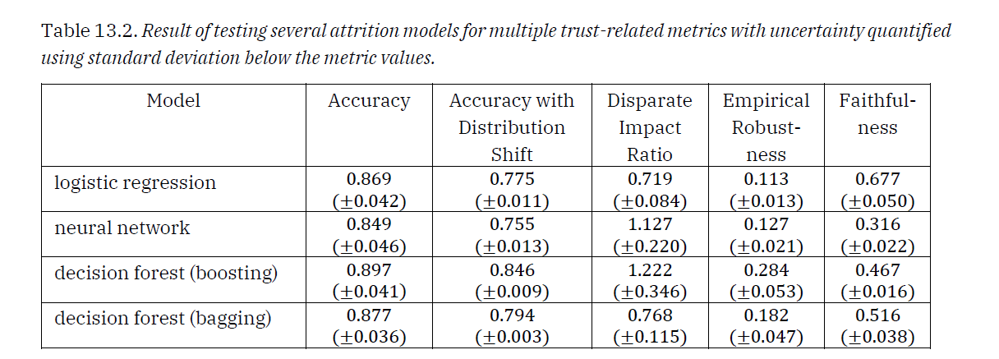 Table 13.2. Result of testing several attrition models for multiple trust-related metrics with uncertainty quantified
using standard deviation below the metric values.
Model Accuracy Accuracy with Disparate Empirical Faithful-
Distribution Impact Robust- ness
Shift Ratio ness
logistic regression 0.869 0.775 0.719 0.113 0.677
(±0.042) (±0.011) (±0.084) (±0.013) (±0.050)
neural network 0.849 0.755 1.127 0.127 0.316
(±0.046) (±0.013) (±0.220) (±0.021) (±0.022)
decision forest (boosting) 0.897 0.846 1.222 0.284 0.467
(±0.041) (±0.009) (±0.346) (±0.053) (±0.016)
decision forest (bagging) 0.877 0.794 0.768 0.182 0.516
(±0.036) (±0.003) (±0.115) (±0.047) (±0.038)